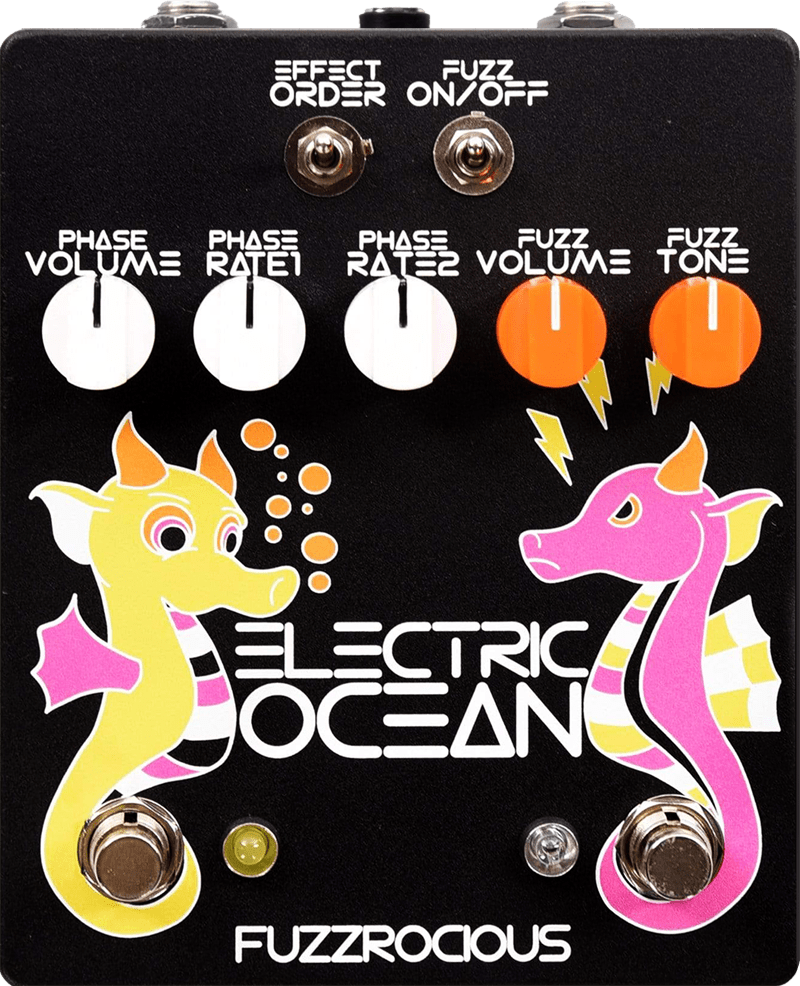 EFFECT ORDER
FUZZ ON/OFF
PHASE VOLUME
PHASE RATE1
PHASE RATE2
FUZZ VOLUME
FUZZ TONE
ELECTRIC
OCEAN
FUZZROCIOUS